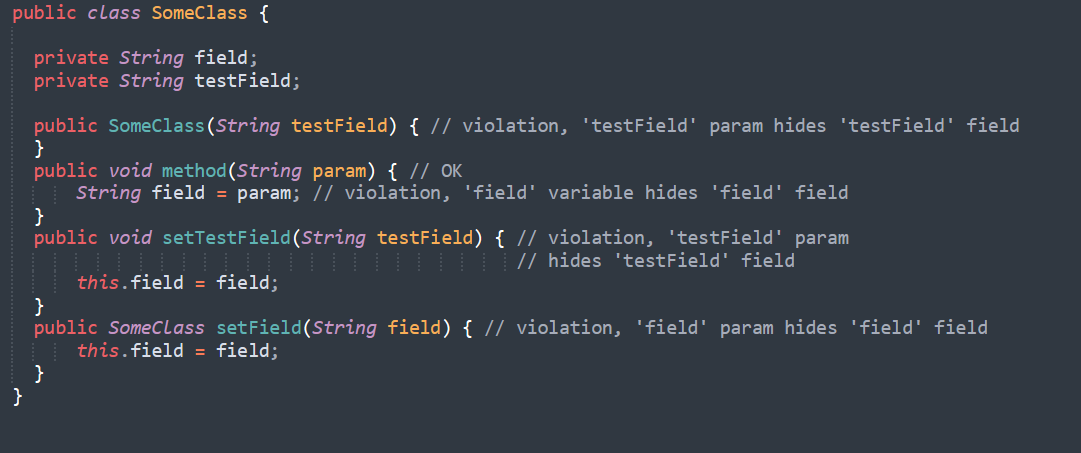 public class SomeClass {
private String field;
private String testField;
public SomeClass(String testField) { // violation, 'testField' param hides 'testField' field
}
public void method(String param) { // OK
String field = param; // violation, 'field' variable hides 'field' field
}
public void setTestField(String testField) { // violation, 'testField' param
// hides 'testField' field
this.field = field;
}
public SomeClass setField(String field) { // violation, 'field' param hides 'field' field
this.field = field;
}
}